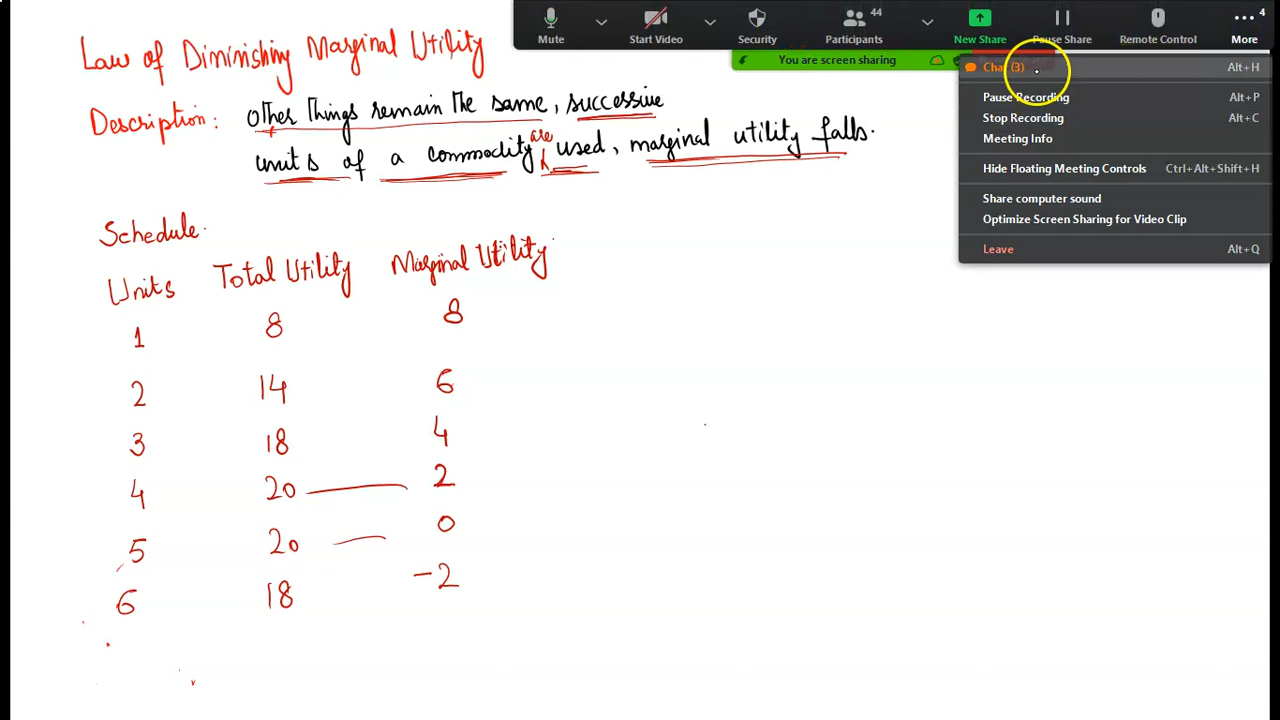 Mute
Start Video
Security
Participants 44
New Share
Pause Share
Remote Control
4
More
You are screen sharing
Chat (3) Alt+H
Pause Recording Alt+P
Stop Recording Alt+C
Meeting Info
Hide Floating Meeting Controls Ctrl+Alt+Shift+H
Share computer sound
Optimize Screen Sharing for Video Clip
Leave Alt+Q
Law of Diminishing Marginal Utility
Description: other things remain the same, successive
units of a commodity are used, marginal utility falls.
Schedule.
Units Total Utility Marginal Utility
1 8 8
2 14 6
3 18 4
4 20 2
5 20 0
6 18 -2